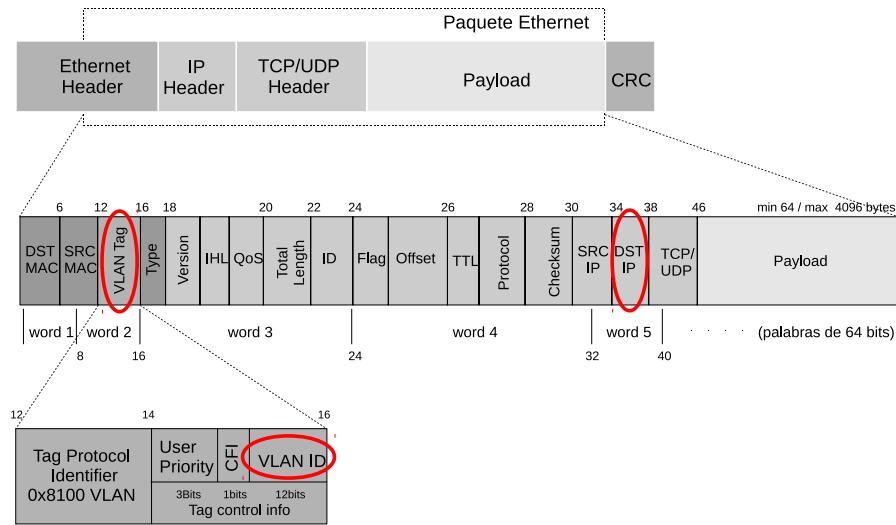 Paquete Ethernet
Ethernet Header
IP Header
TCP/UDP Header
Payload
CRC
6 12 16 18 20 22 24 26 28 30 34 38 46 min 64 / max 4096 bytes
DST MAC
SRC MAC
VLAN Tag
Type
Version
IHL
QoS
Total Length
ID
Flag
Offset
TTL
Protocol
Checksum
SRC IP
DST IP
TCP/ UDP
Payload
word 1 word 2 word 3 word 4 word 5 . . . . . (palabras de 64 bits)
8 16 24 32 40
12 14 16
Tag Protocol Identifier 0x8100 VLAN
User Priority
CFI
VLAN ID
3Bits 1bits 12bits
Tag control info